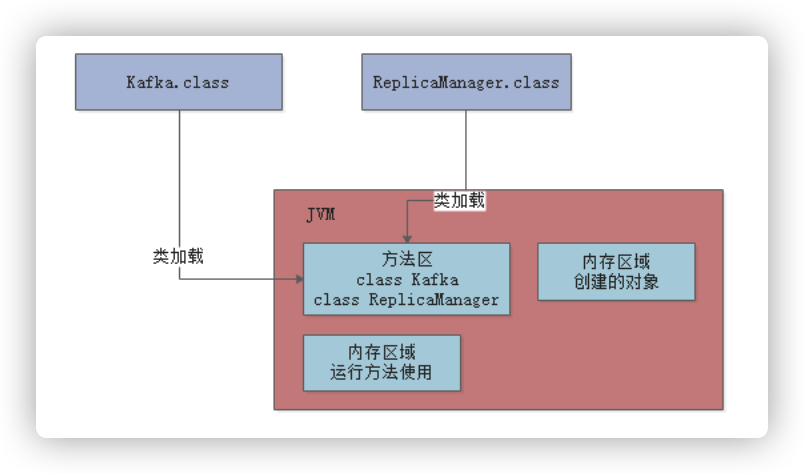 Kafka.class
ReplicaManager.class
类加载
JVM
类加载
方法区
class Kafka
class ReplicaManager
内存区域
创建的对象
内存区域
运行方法使用